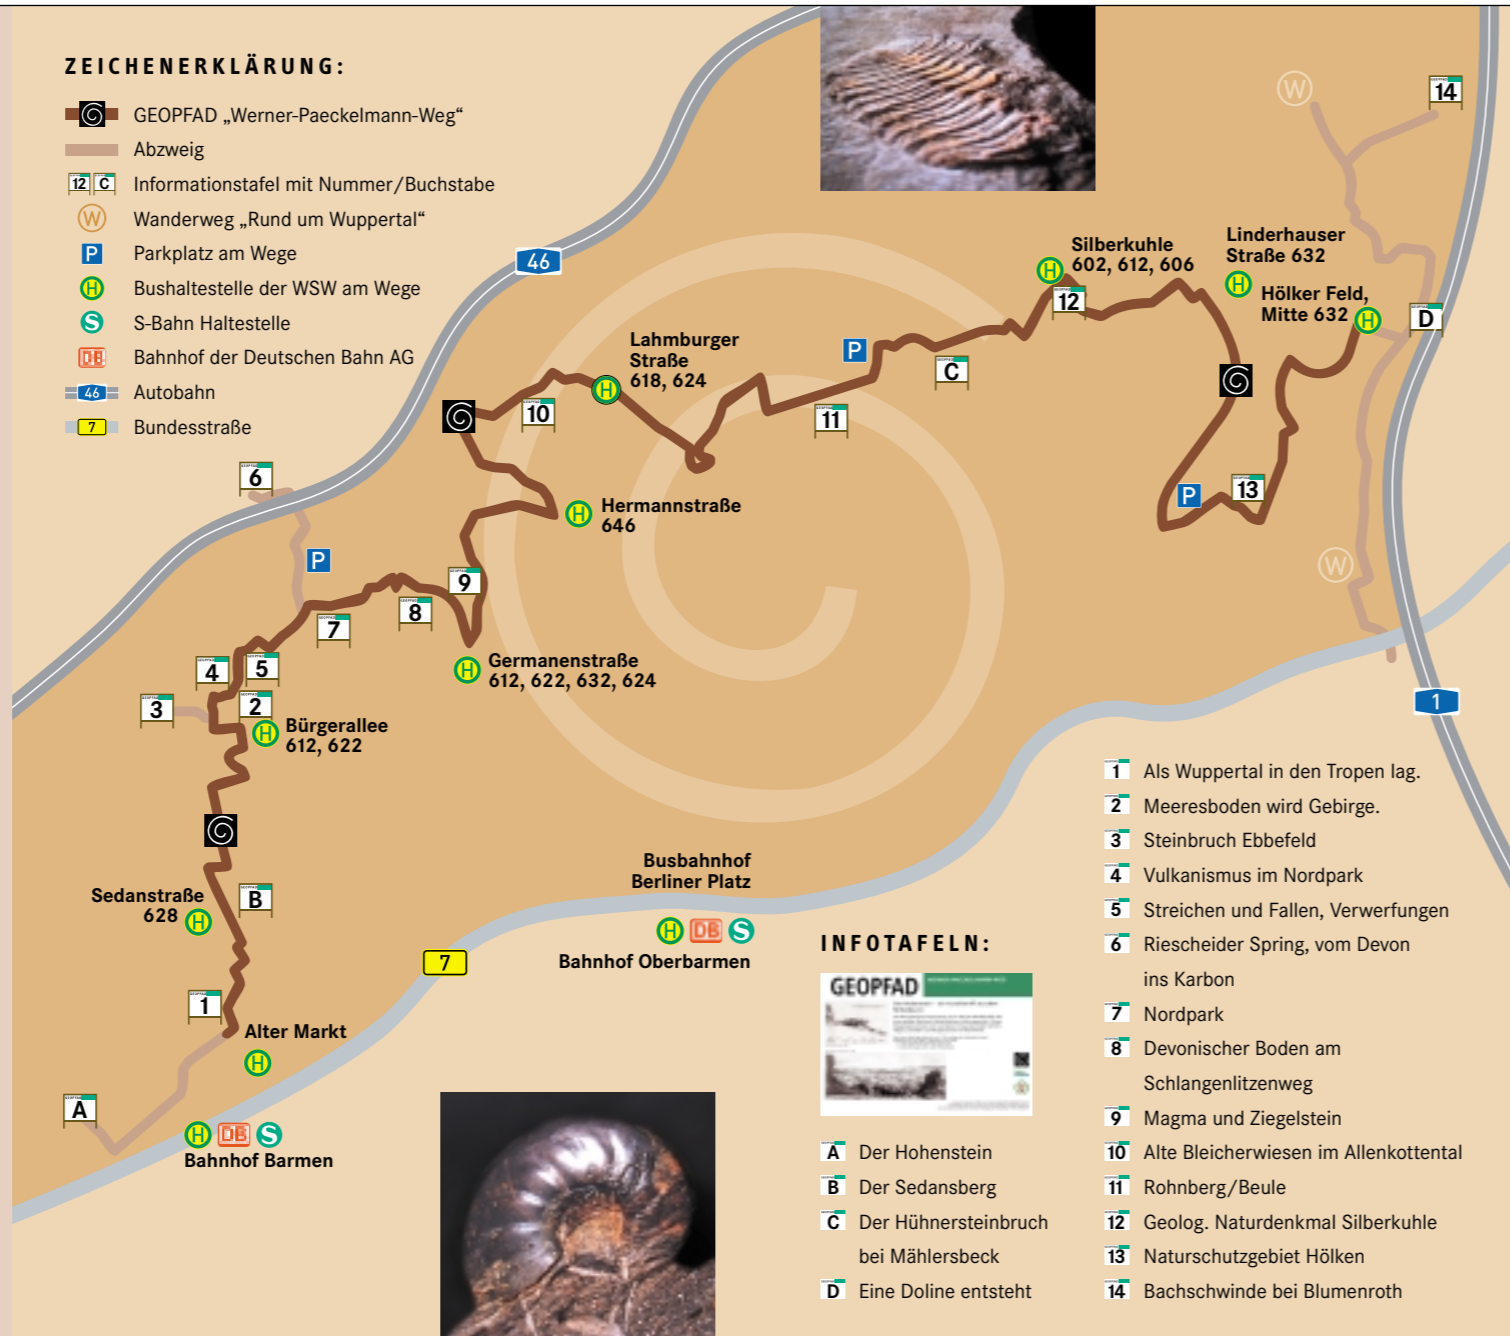 ZEICHENERKLÄRUNG:
GEOPFAD „Werner-Paeckelmann-Weg“
Abzweig
12 C Informationstafel mit Nummer/Buchstabe
W Wanderweg „Rund um Wuppertal“
P Parkplatz am Wege
H Bushaltestelle der WSW am Wege
S S-Bahn Haltestelle
DB Bahnhof der Deutschen Bahn AG
46 Autobahn
7 Bundesstraße
46
W
14
Silberkuhle
602, 612, 606
H
12
Linderhauser
Straße 632
H
Hölker Feld,
Mitte 632
H
D
Lahmburger
Straße
618, 624
H
P
C
10
11
6
Hermannstraße
646
H
P
13
P
W
9
8
7
Germanenstraße
612, 622, 632, 624
H
4
5
3
2
Bürgerallee
612, 622
H
1
Sedanstraße
628
H
B
Busbahnhof
Berliner Platz
H DB S
Bahnhof Oberbarmen
7
1
Alter Markt
H
A
H DB S
Bahnhof Barmen
INFOTAFELN:
GEOPFAD
A Der Hohenstein
B Der Sedansberg
C Der Hühnersteinbruch
bei Mählersbeck
D Eine Doline entsteht
1 Als Wuppertal in den Tropen lag.
2 Meeresboden wird Gebirge.
3 Steinbruch Ebbefeld
4 Vulkanismus im Nordpark
5 Streichen und Fallen, Verwerfungen
6 Riescheider Spring, vom Devon
ins Karbon
7 Nordpark
8 Devonischer Boden am
Schlangenlitzenweg
9 Magma und Ziegelstein
10 Alte Bleicherwiesen im Allenkottental
11 Rohnberg/Beule
12 Geolog. Naturdenkmal Silberkuhle
13 Naturschutzgebiet Hölken
14 Bachschwinde bei Blumenroth